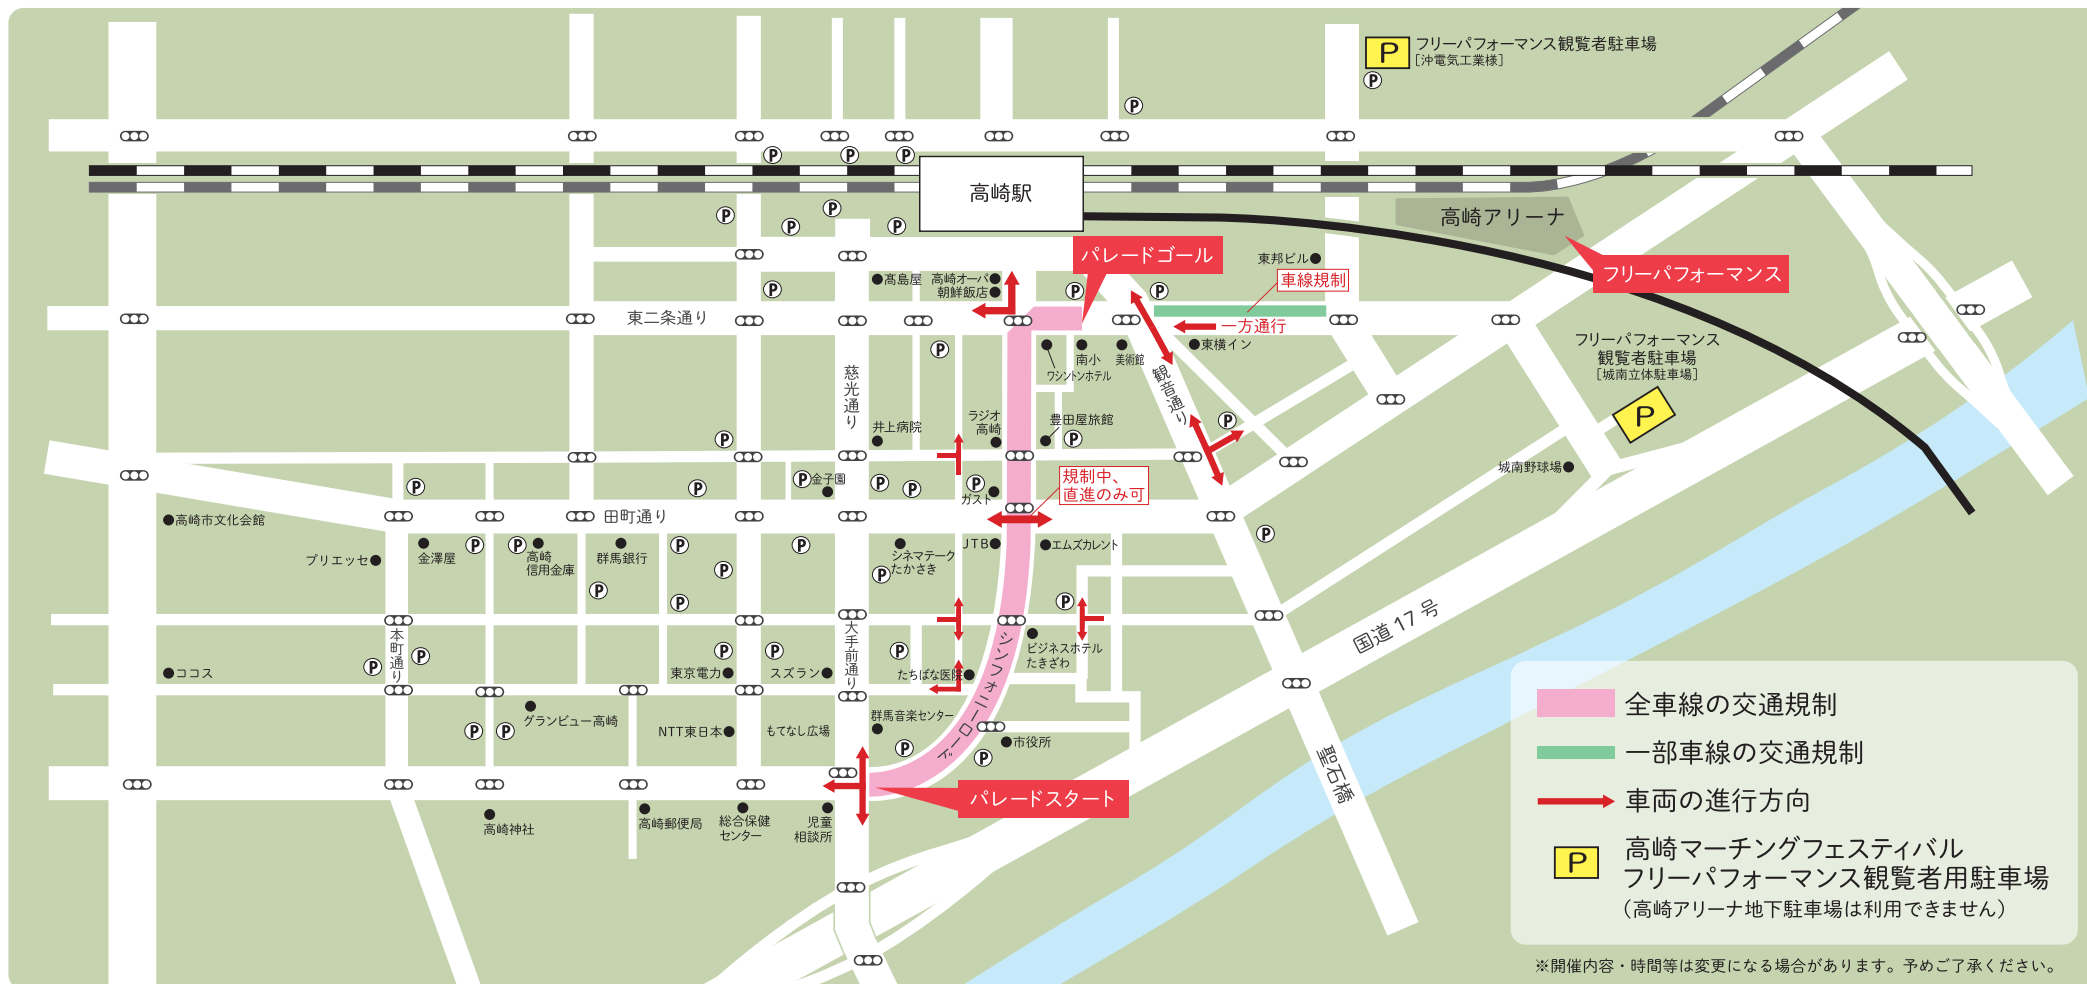 P
フリーパフォーマンス観覧者駐車場
［沖電気工業様］
P
P
P
P
P
高崎駅
P
P
P
P
高崎アリーナ
パレードゴール
東邦ビル
フリーパフォーマンス
髙島屋
高崎オーパ
朝鮮飯店
車線規制
P
P
P
東二条通り
一方通行
フリーパフォーマンス
観覧者駐車場
［城南立体駐車場］
P
P
南小
美術館
東横イン
ワシントンホテル
慈光通り
観音通り
ラジオ
高崎
豊田屋旅館
井上病院
P
P
P
城南野球場
規制中、
直進のみ可
P
金子園
P
P
P
ガスト
P
P
高崎市文化会館
田町通り
P
プリエッセ
金澤屋
P
P
高崎
信用金庫
群馬銀行
P
P
シネマテーク
たかさき
JTB
エムズカレント
P
P
P
P
P
本町通り
大手前通り
シンフォニーロード
ビジネスホテル
たきざわ
国道17号
P
P
P
P
P
ココス
東京電力
スズラン
たちばな医院
グランビュー高崎
群馬音楽センター
P
P
NTT東日本
もてなし広場
P
市役所
P
聖石橋
パレードスタート
高崎神社
高崎郵便局
総合保健
センター
児童
相談所
全車線の交通規制
一部車線の交通規制
車両の進行方向
P
高崎マーチングフェスティバル
フリーパフォーマンス観覧者用駐車場
（高崎アリーナ地下駐車場は利用できません）
※開催内容・時間等は変更になる場合があります。予めご了承ください。